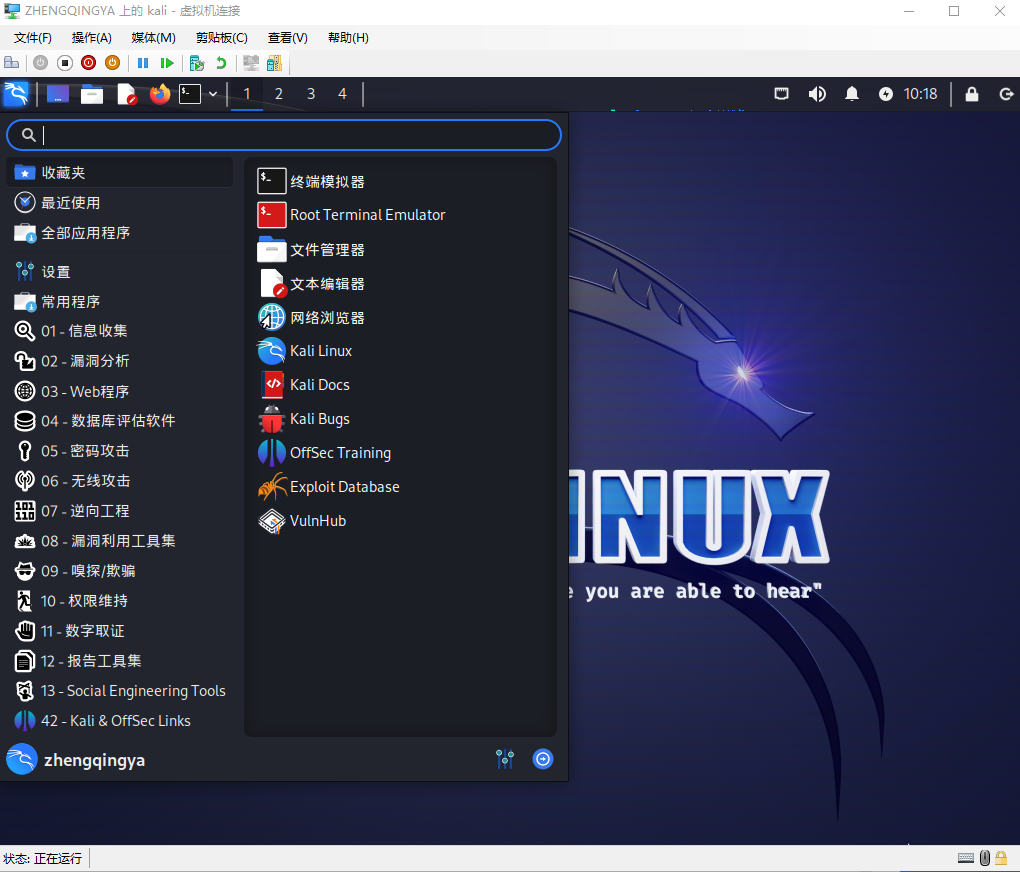 ZHENGQINGYA 上的 kali - 虚拟机连接
文件(F) 操作(A) 媒体(M) 剪贴板(C) 查看(V) 帮助(H)
1 2 3 4 10:18
收藏夹
最近使用
全部应用程序
设置
常用程序
01 - 信息收集
02 - 漏洞分析
03 - Web程序
04 - 数据库评估软件
05 - 密码攻击
06 - 无线攻击
07 - 逆向工程
08 - 漏洞利用工具集
09 - 嗅探/欺骗
10 - 权限维持
11 - 数字取证
12 - 报告工具集
13 - Social Engineering Tools
42 - Kali & OffSec Links
终端模拟器
Root Terminal Emulator
文件管理器
文本编辑器
网络浏览器
Kali Linux
Kali Docs
Kali Bugs
OffSec Training
Exploit Database
VulnHub
INUX
e you are able to hear"
zhengqingya
状态: 正在运行